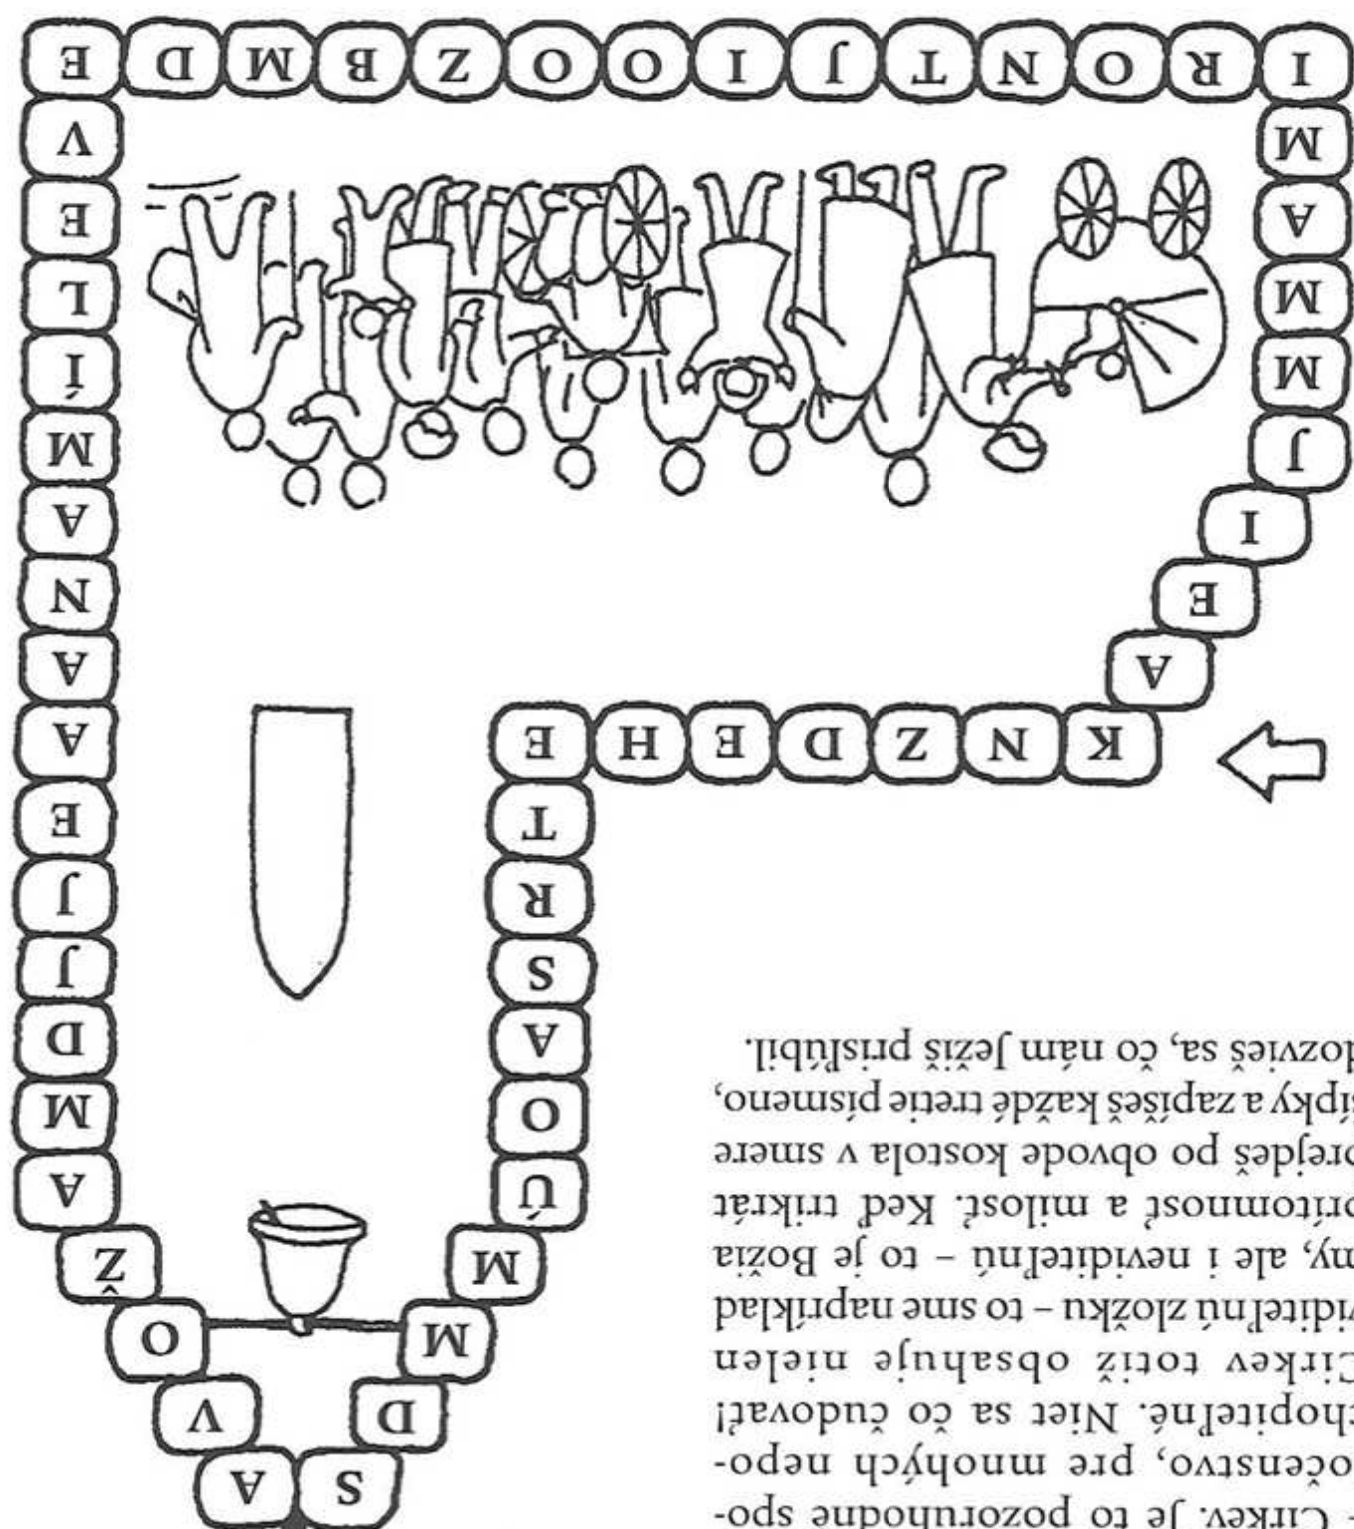 – Cirkev. Je to pozoruhodné spo-
ločenstvo, pre mnohých nepo-
chopiteľné. Niet sa čo čudovať!
Cirkev totiž obsahuje nielen
viditeľnú zložku – to sme napríklad
my, ale i neviditeľnú – to je Božia
prítomnosť a milosť. Keď trikrát
prejdeš po obvode kostola v smere
šípky a zapíšeš každé tretie písmeno,
dozvieš sa, čo nám Ježiš prisľúbil.
K N Z D E H E
T R S A O Ú M M D S
A V O Ž A M D J J E A A N A M Í L E V
E D M B Z O O I J T N O R I
M A M M J I E A